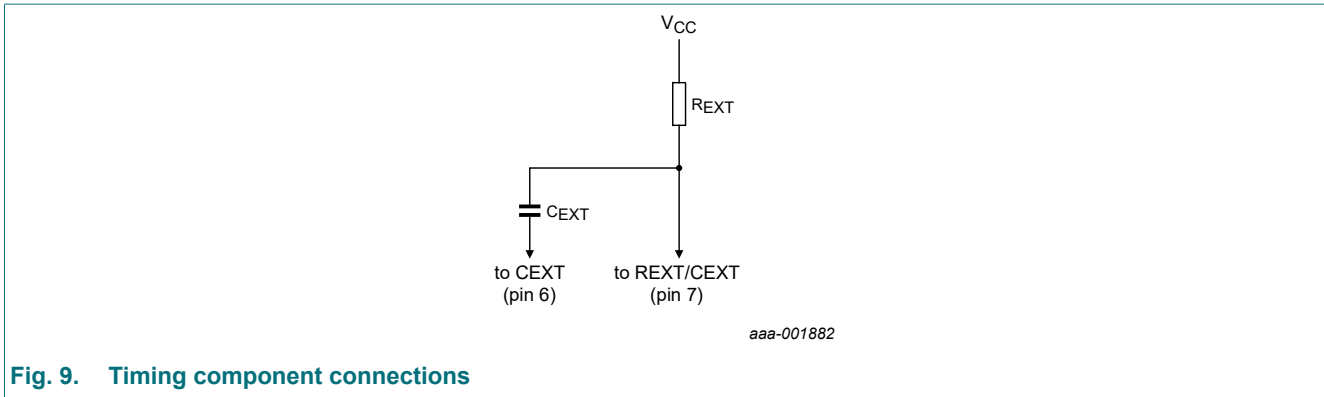 VCC
REXT
CEXT
to CEXT
(pin 6)
to REXT/CEXT
(pin 7)
aaa-001882
Fig. 9. Timing component connections